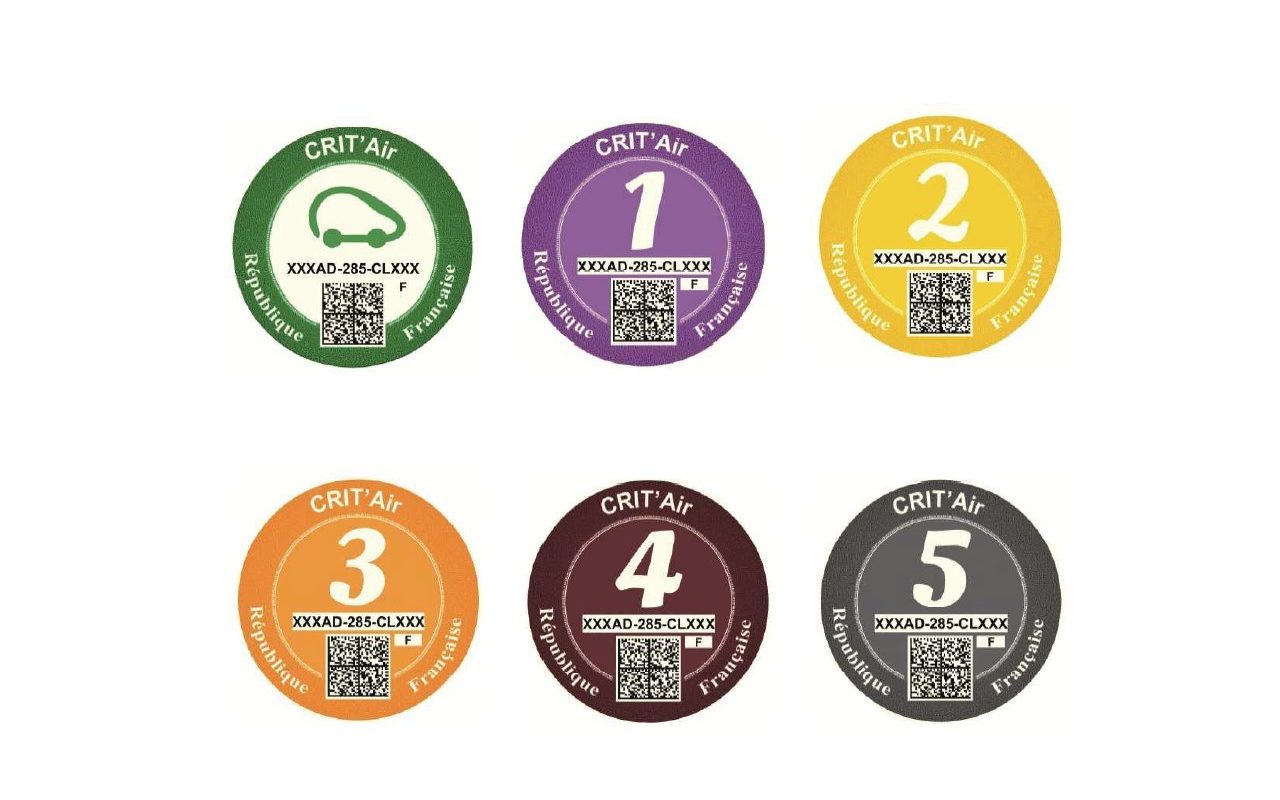 CRIT'Air
XXXAD-285-CLXXX
F
République Française
CRIT'Air
1
XXXAD-285-CLXXX
F
République Française
CRIT'Air
2
XXXAD-285-CLXXX
F
République Française
CRIT'Air
3
XXXAD-285-CLXXX
F
République Française
CRIT'Air
4
XXXAD-285-CLXXX
F
République Française
CRIT'Air
5
XXXAD-285-CLXXX
F
République Française